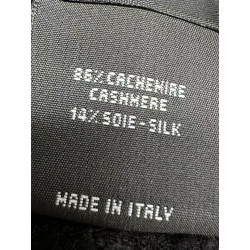 86% CACHEMIRE
CASHMERE
14% SOIE-SILK
MADE IN ITALY